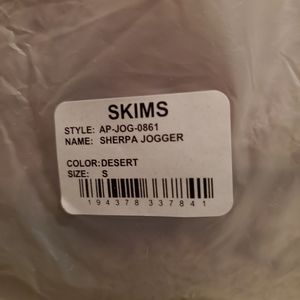 SKIMS
STYLE: AP-JOG-0861
NAME: SHERPA JOGGER
COLOR:DESERT
SIZE: S
194378337841